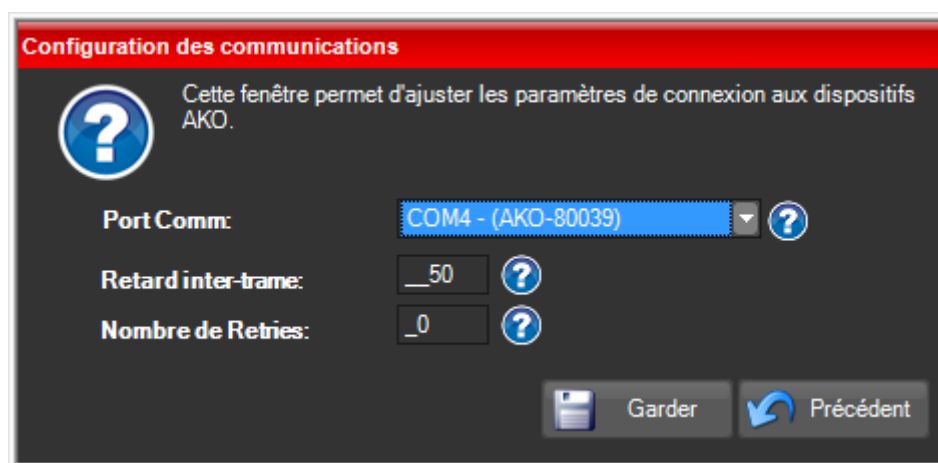 Configuration des communications
Cette fenêtre permet d'ajuster les paramètres de connexion aux dispositifs
AKO.
Port Comm: COM4 - (AKO-80039)
Retard inter-trame: __50
Nombre de Retries: _0
Garder Précédent